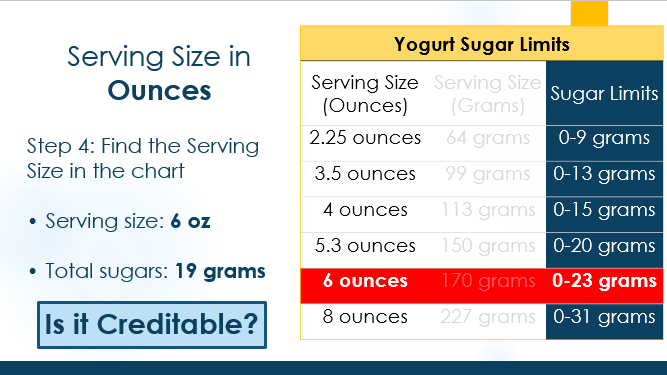 Serving Size in
Ounces
Step 4: Find the Serving
Size in the chart
• Serving size: 6 oz
• Total sugars: 19 grams
Is it Creditable?
Yogurt Sugar Limits
Serving Size (Ounces) Serving Size (Grams) Sugar Limits
2.25 ounces 64 grams 0-9 grams
3.5 ounces 99 grams 0-13 grams
4 ounces 113 grams 0-15 grams
5.3 ounces 150 grams 0-20 grams
6 ounces 170 grams 0-23 grams
8 ounces 227 grams 0-31 grams